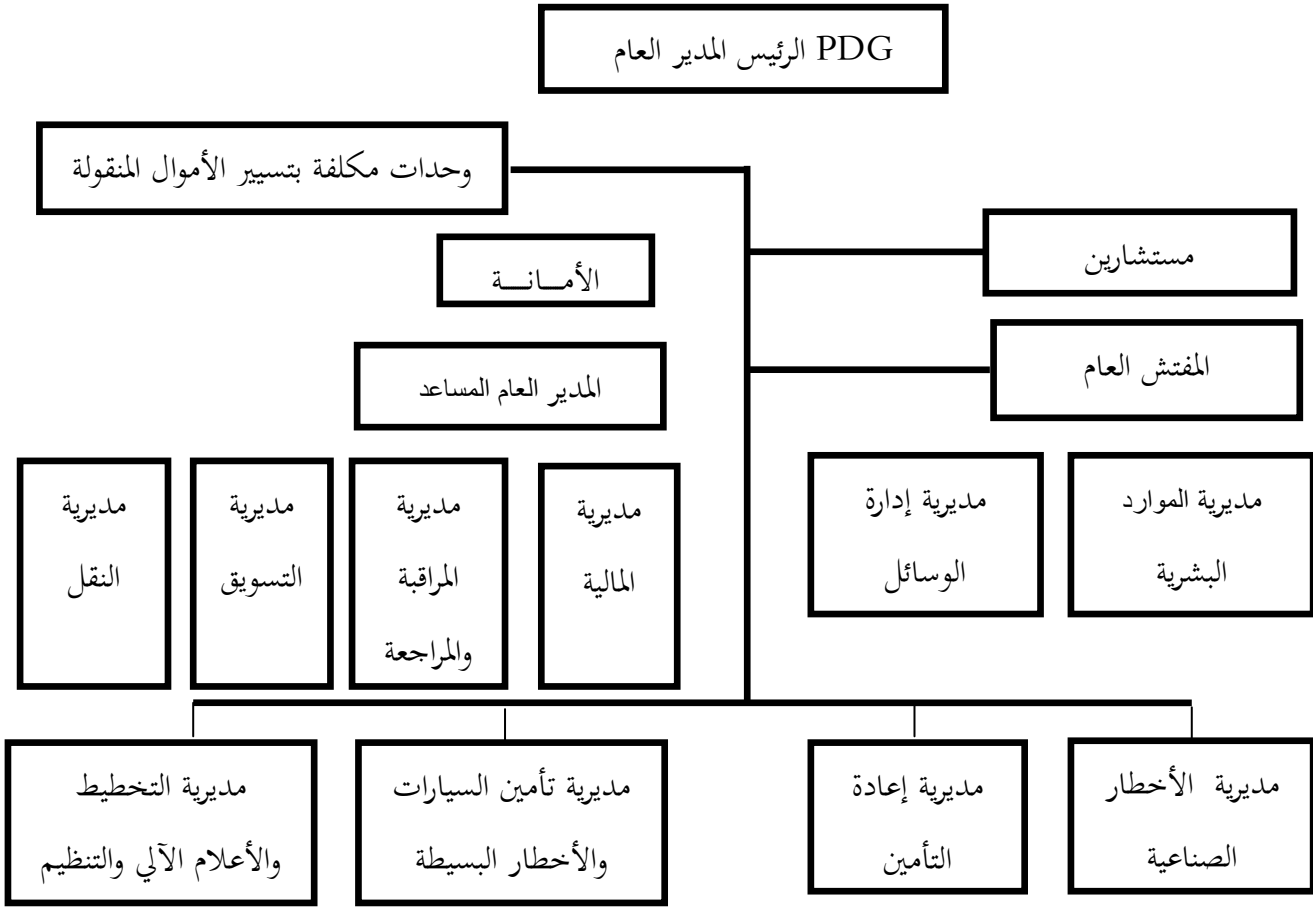 PDG الرئيس المدير العام
وحدات مكلفة بتسيير الأموال المنقولة
مستشارين
الأمـــانـــة
المفتش العام
المدير العام المساعد
مديرية الموارد
البشرية
مديرية إدارة
الوسائل
مديرية
المالية
مديرية
المراقبة
والمراجعة
مديرية
التسويق
مديرية
النقل
مديرية الأخطار
الصناعية
مديرية إعادة
التأمين
مديرية تأمين السيارات
والأخطار البسيطة
مديرية التخطيط
والأعلام الآلي والتنظيم